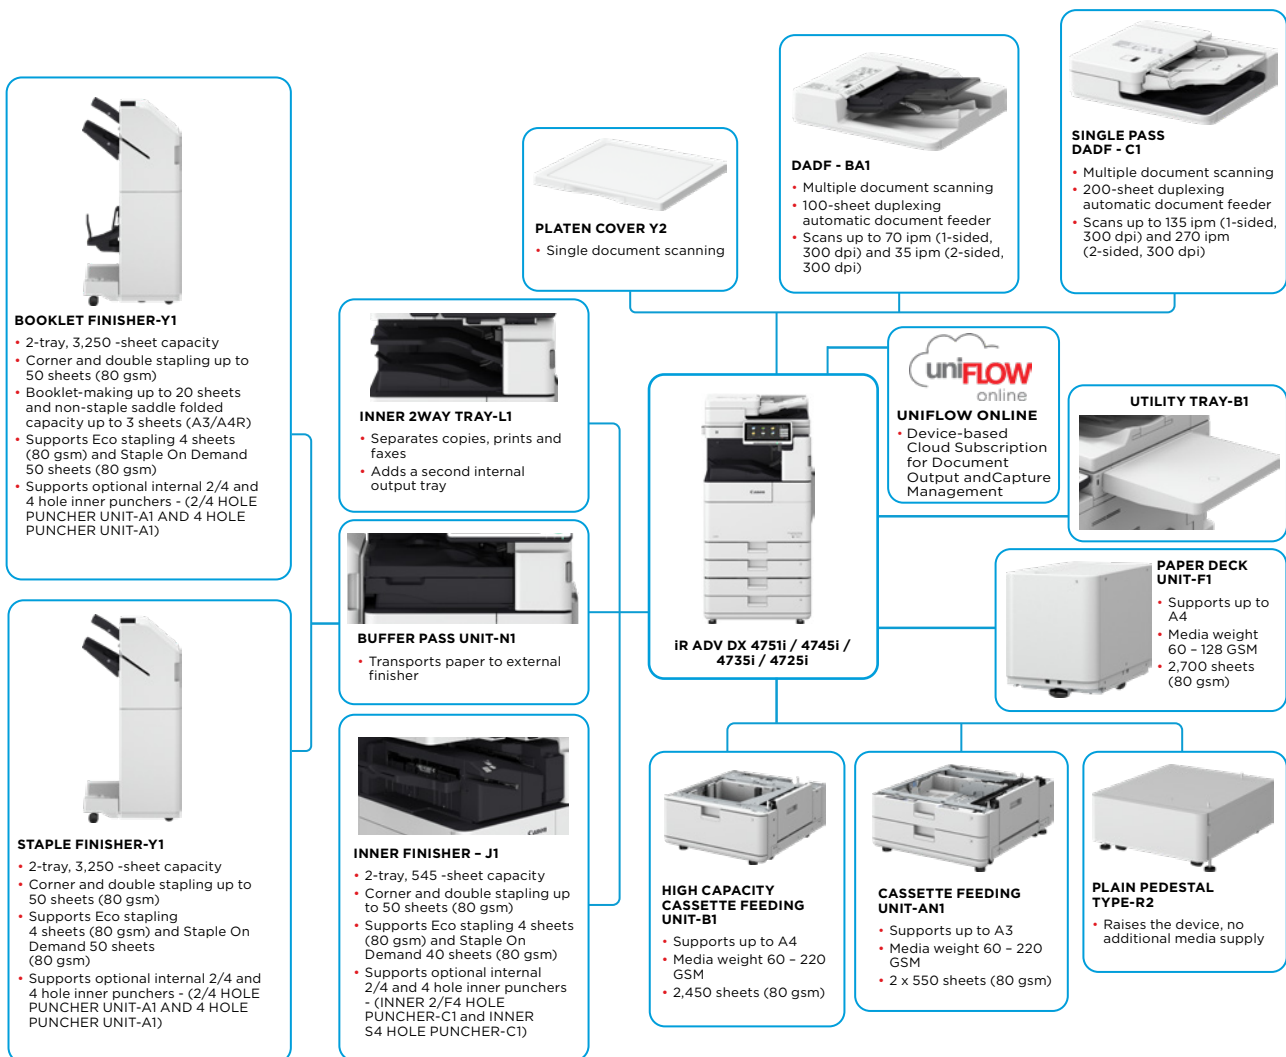 BOOKLET FINISHER-Y1
• 2-tray, 3,250 -sheet capacity
• Corner and double stapling up to
50 sheets (80 gsm)
• Booklet-making up to 20 sheets
and non-staple saddle folded
capacity up to 3 sheets (A3/A4R)
• Supports Eco stapling 4 sheets
(80 gsm) and Staple On Demand
50 sheets (80 gsm)
• Supports optional internal 2/4 and
4 hole inner punchers - (2/4 HOLE
PUNCHER UNIT-A1 AND 4 HOLE
PUNCHER UNIT-A1)
STAPLE FINISHER-Y1
• 2-tray, 3,250 -sheet capacity
• Corner and double stapling up to
50 sheets (80 gsm)
• Supports Eco stapling
4 sheets (80 gsm) and Staple On
Demand 50 sheets
(80 gsm)
• Supports optional internal 2/4 and
4 hole inner punchers - (2/4 HOLE
PUNCHER UNIT-A1 AND 4 HOLE
PUNCHER UNIT-A1)
INNER 2WAY TRAY-L1
• Separates copies, prints and
faxes
• Adds a second internal
output tray
BUFFER PASS UNIT-N1
• Transports paper to external
finisher
Canon
INNER FINISHER – J1
• 2-tray, 545 -sheet capacity
• Corner and double stapling up
to 50 sheets (80 gsm)
• Supports Eco stapling 4 sheets
(80 gsm) and Staple On
Demand 40 sheets (80 gsm)
• Supports optional internal
2/4 and 4 hole inner punchers
- (INNER 2/F4 HOLE
PUNCHER-C1 and INNER
S4 HOLE PUNCHER-C1)
PLATEN COVER Y2
• Single document scanning
DADF - BA1
• Multiple document scanning
• 100-sheet duplexing
automatic document feeder
• Scans up to 70 ipm (1-sided,
300 dpi) and 35 ipm (2-sided,
300 dpi)
SINGLE PASS
DADF - C1
• Multiple document scanning
• 200-sheet duplexing
automatic document feeder
• Scans up to 135 ipm (1-sided,
300 dpi) and 270 ipm
(2-sided, 300 dpi)
uniFLOW
online
UNIFLOW ONLINE
• Device-based
Cloud Subscription
for Document
Output andCapture
Management
UTILITY TRAY-B1
Canon
iR ADV DX 4751i / 4745i /
4735i / 4725i
PAPER DECK
UNIT-F1
• Supports up to
A4
• Media weight
60 – 128 GSM
• 2,700 sheets
(80 gsm)
HIGH CAPACITY
CASSETTE FEEDING
UNIT-B1
• Supports up to A4
• Media weight 60 – 220
GSM
• 2,450 sheets (80 gsm)
CASSETTE FEEDING
UNIT-AN1
• Supports up to A3
• Media weight 60 – 220
GSM
• 2 x 550 sheets (80 gsm)
PLAIN PEDESTAL
TYPE-R2
• Raises the device, no
additional media supply